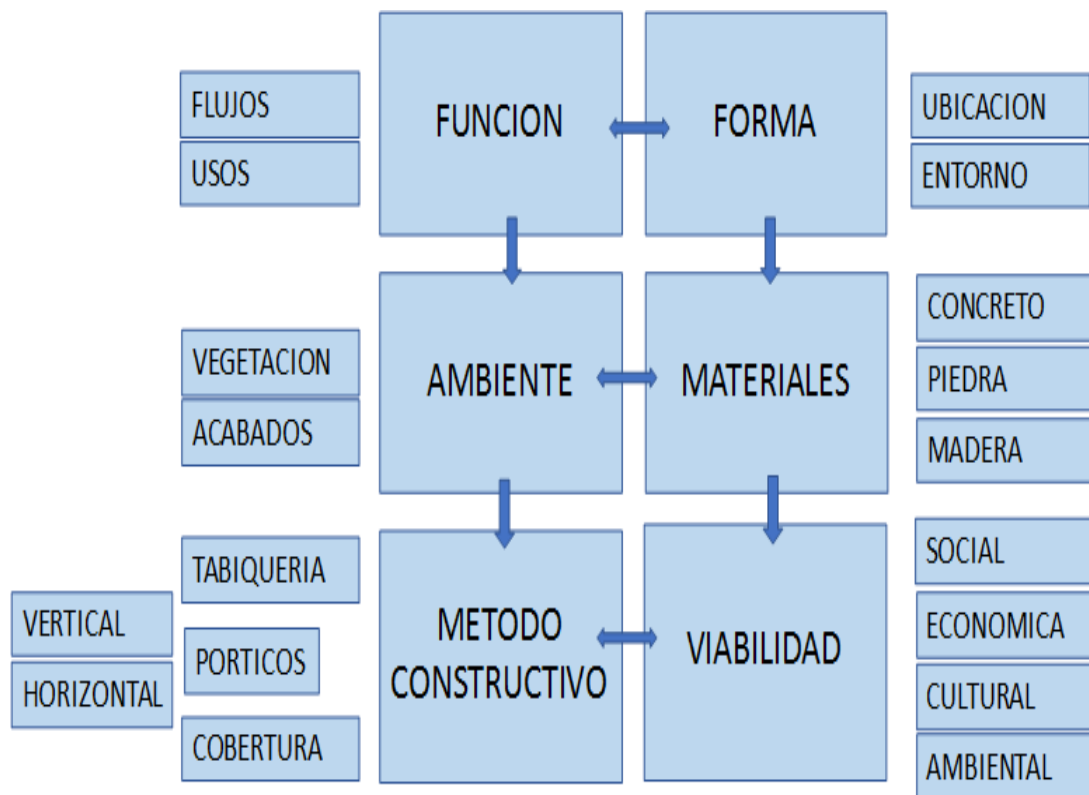 FLUJOS
USOS
FUNCION
FORMA
UBICACION
ENTORNO
VEGETACION
ACABADOS
AMBIENTE
MATERIALES
CONCRETO
PIEDRA
MADERA
VERTICAL
HORIZONTAL
TABIQUERIA
PORTICOS
COBERTURA
METODO
CONSTRUCTIVO
VIABILIDAD
SOCIAL
ECONOMICA
CULTURAL
AMBIENTAL